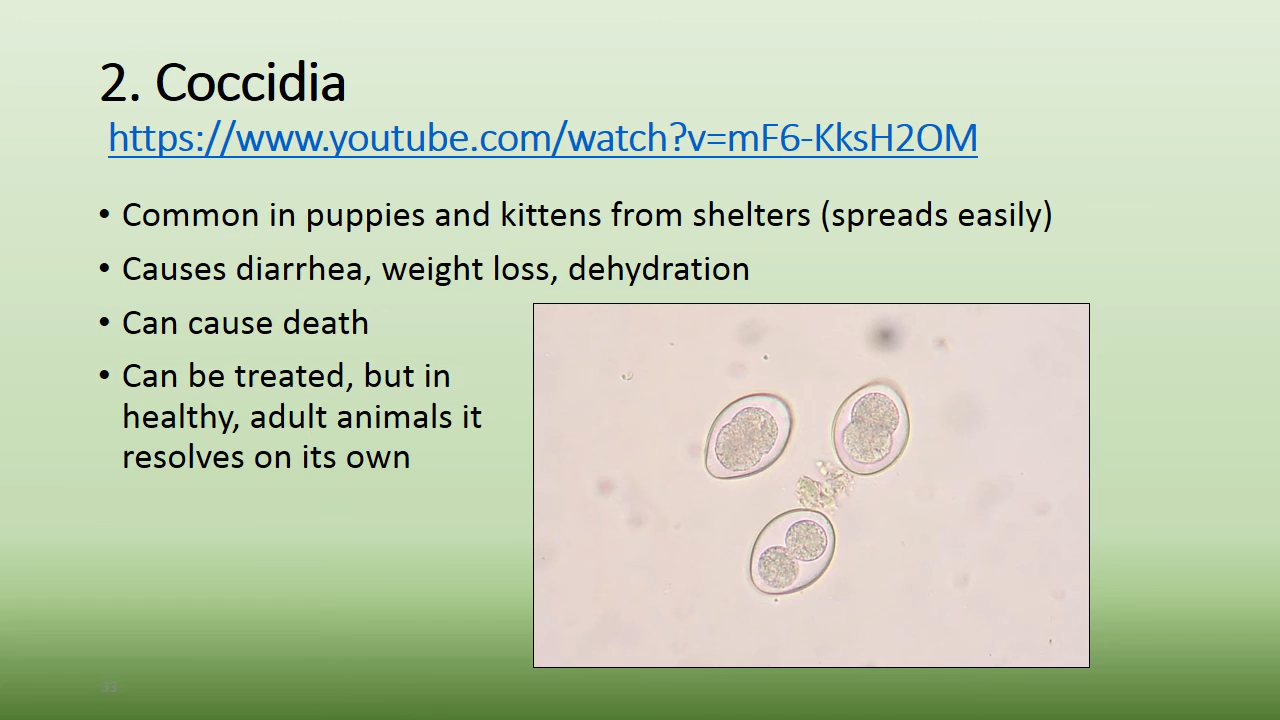 2. Coccidia
https://www.youtube.com/watch?v=mF6-KksH2OM
• Common in puppies and kittens from shelters (spreads easily)
• Causes diarrhea, weight loss, dehydration
• Can cause death
• Can be treated, but in
healthy, adult animals it
resolves on its own
33